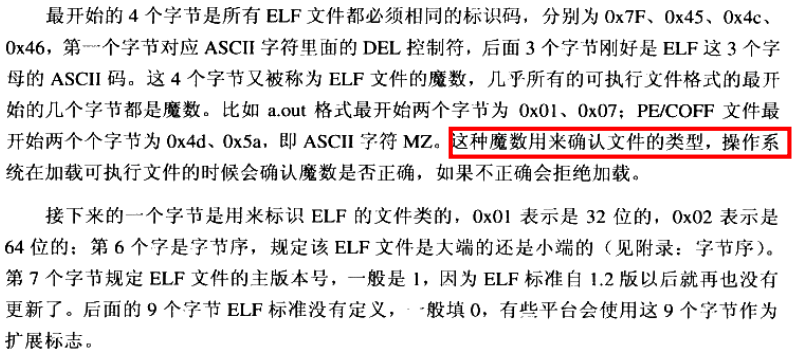 最开始的 4 个字节是所有 ELF 文件都必须相同的标识码，分别为 0x7F、0x45、0x4c、
0x46，第一个字节对应 ASCII 字符里面的 DEL 控制符，后面 3 个字节刚好是 ELF 这 3 个字
母的 ASCII 码。这 4 个字节又被称为 ELF 文件的魔数，几乎所有的可执行文件格式的最开
始的几个字节都是魔数。比如 a.out 格式最开始两个字节为 0x01、0x07；PE/COFF 文件最
开始两个个字节为 0x4d、0x5a，即 ASCII 字符 MZ。这种魔数用来确认文件的类型，操作系
统在加载可执行文件的时候会确认魔数是否正确，如果不正确会拒绝加载。
接下来的一个字节是用来标识 ELF 的文件类的，0x01 表示是 32 位的，0x02 表示是
64 位的；第 6 个字是字节序，规定该 ELF 文件是大端的还是小端的（见附录：字节序）。
第 7 个字节规定 ELF 文件的主版本号，一般是 1，因为 ELF 标准自 1.2 版以后就再也没有
更新了。后面的 9 个字节 ELF 标准没有定义，一般填 0，有些平台会使用这 9 个字节作为
扩展标志。